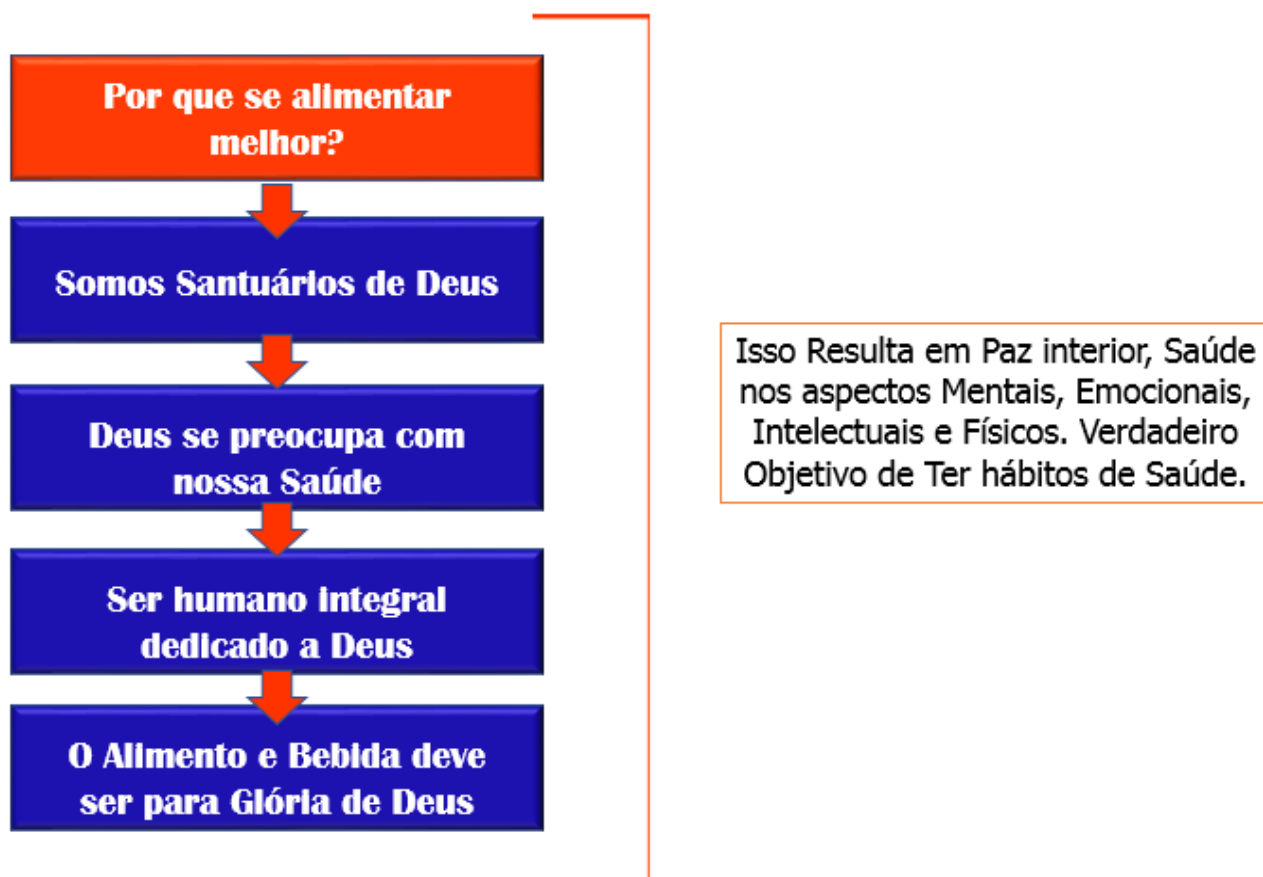 Por que se alimentar
melhor?
Somos Santuários de Deus
Deus se preocupa com
nossa Saúde
Ser humano integral
dedicado a Deus
O Alimento e Bebida deve
ser para Glória de Deus
Isso Resulta em Paz interior, Saúde
nos aspectos Mentais, Emocionais,
Intelectuais e Físicos. Verdadeiro
Objetivo de Ter hábitos de Saúde.